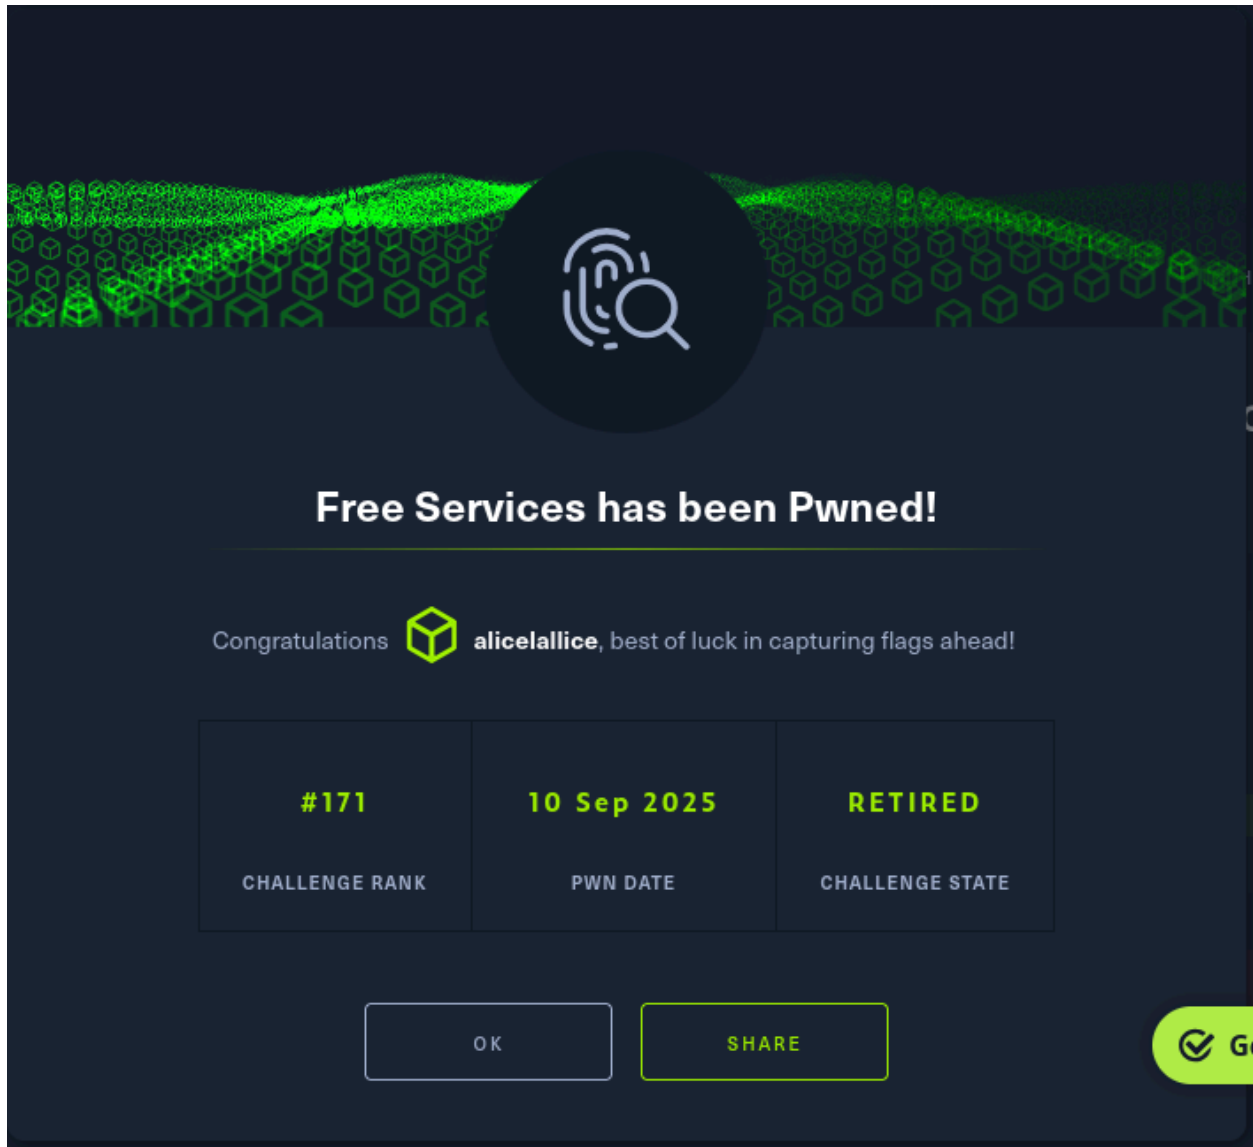 Free Services has been Pwned!
Congratulations alicelallice, best of luck in capturing flags ahead!
#171
10 Sep 2025
RETIRED
CHALLENGE RANK
PWN DATE
CHALLENGE STATE
OK
SHARE